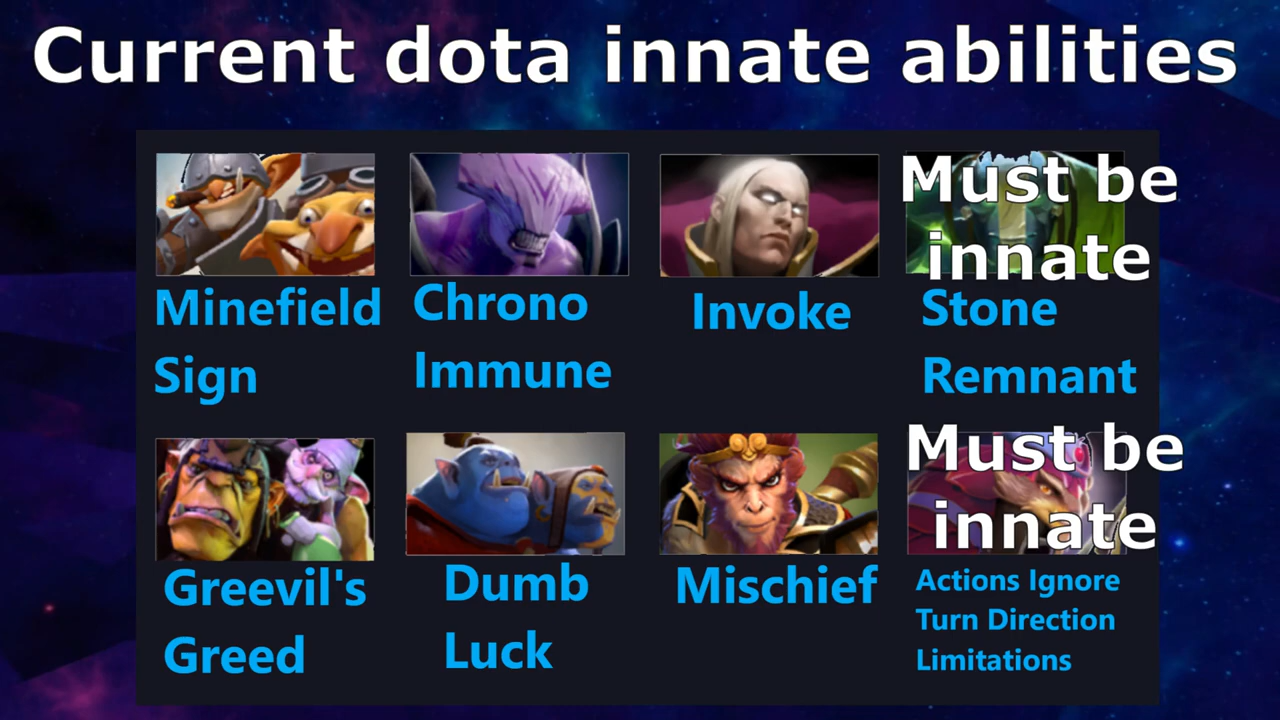 Current dota innate abilities
Must be
innate
Minefield
Sign
Chrono
Immune
Invoke
Stone
Remnant
Must be
innate
Greevil's
Greed
Dumb
Luck
Mischief
Actions Ignore
Turn Direction
Limitations